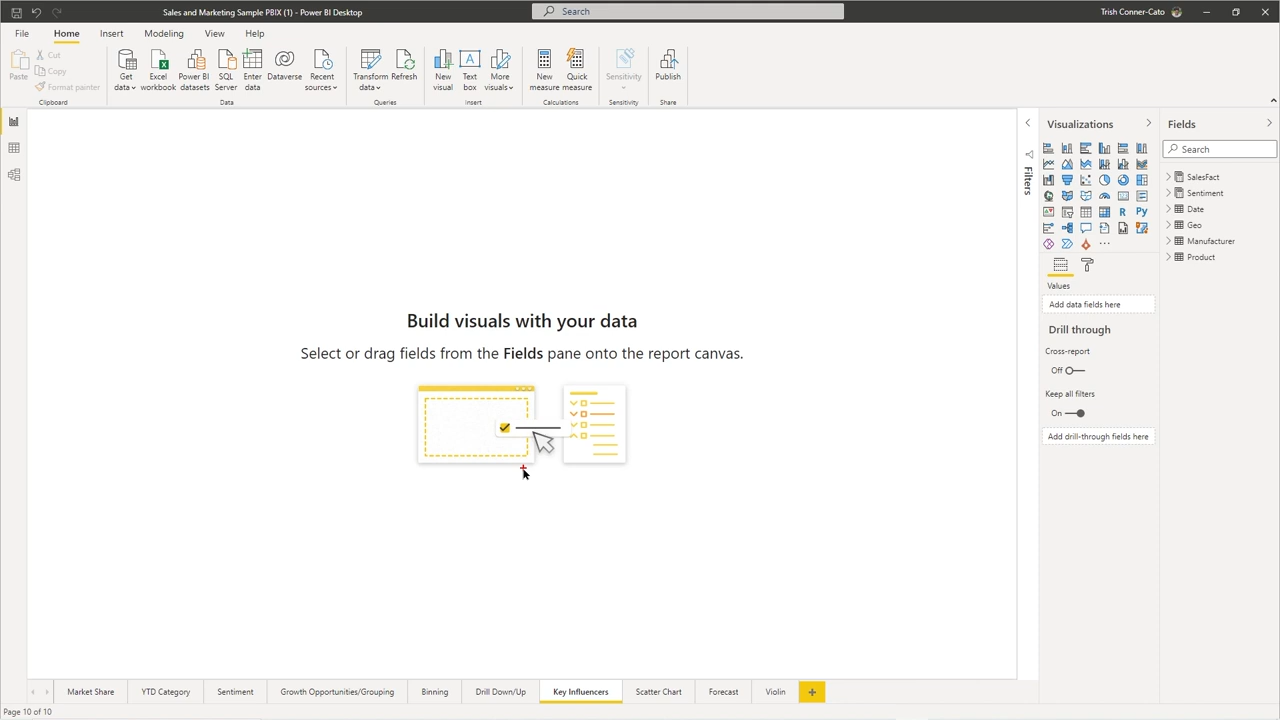 Sales and Marketing Sample PBIX (1) - Power BI Desktop
Search
Trish Conner-Cato
File
Home
Insert
Modeling
View
Help
Paste
Cut
Copy
Format painter
Clipboard
Get data
Excel workbook
Power BI datasets
SQL Server
Enter data
Dataverse
Recent sources
Data
Transform data
Refresh
Queries
New visual
Text box
More visuals
Insert
New measure
Quick measure
Calculations
Sensitivity
Sensitivity
Publish
Share
Build visuals with your data
Select or drag fields from the Fields pane onto the report canvas.
Filters
Visualizations
R
Py
Values
Add data fields here
Drill through
Cross-report
Off
Keep all filters
On
Add drill-through fields here
Fields
Search
SalesFact
Sentiment
Date
Geo
Manufacturer
Product
Market Share
YTD Category
Sentiment
Growth Opportunities/Grouping
Binning
Drill Down/Up
Key Influencers
Scatter Chart
Forecast
Violin
Page 10 of 10